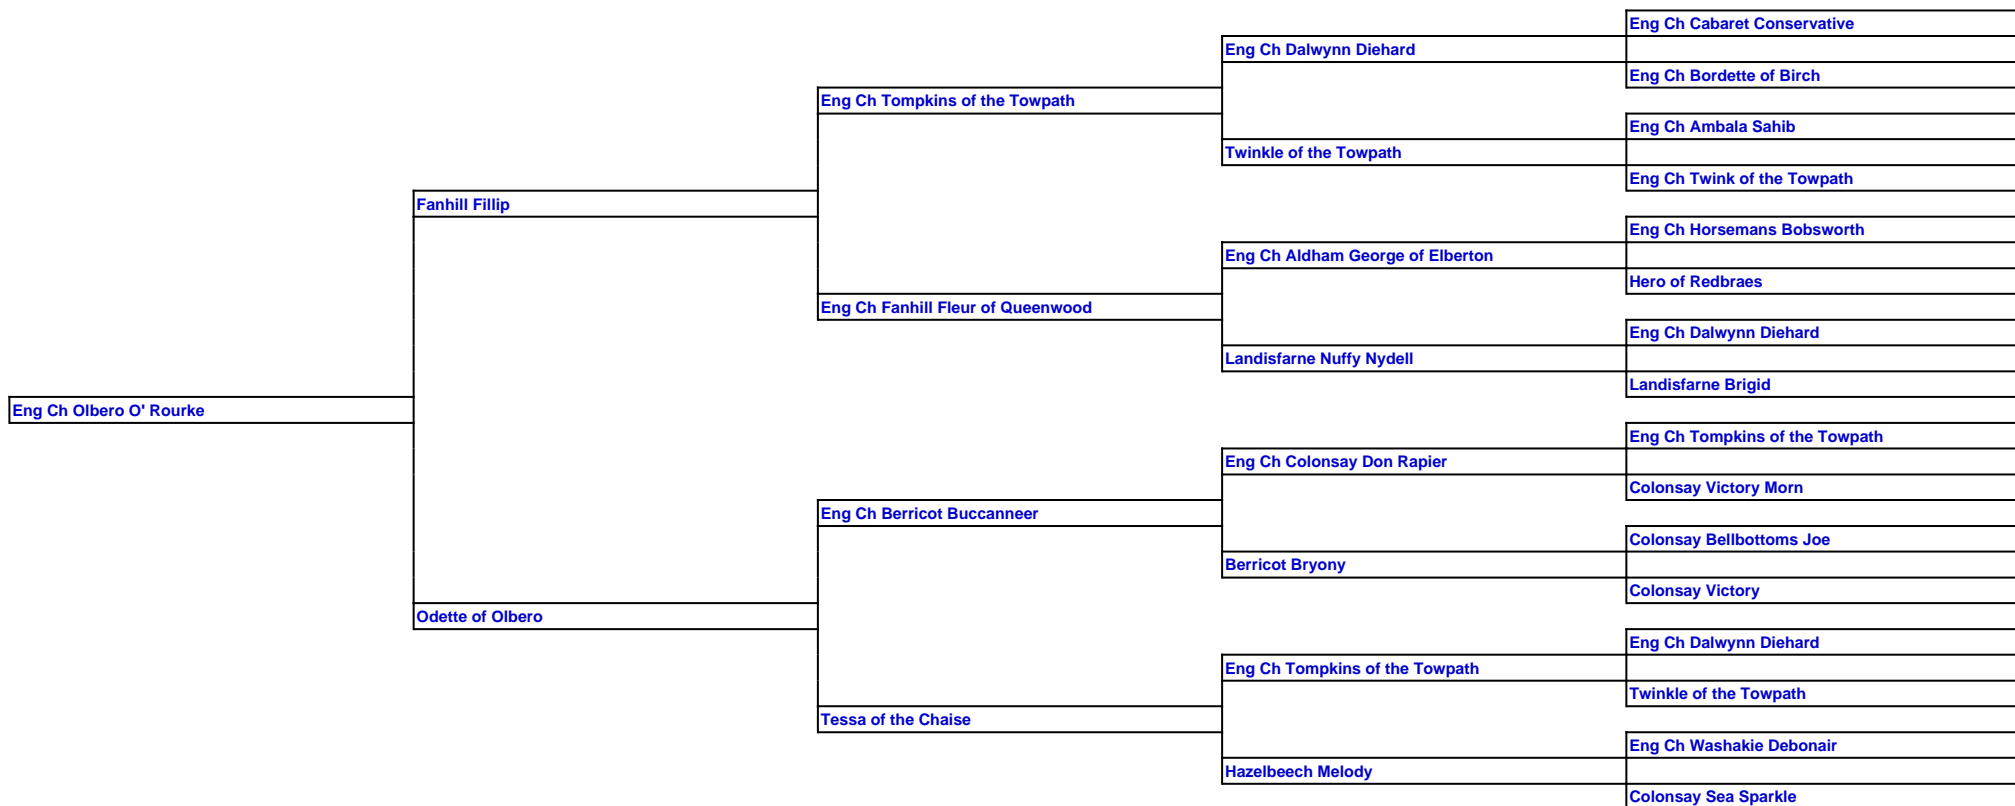 Eng Ch Cabaret Conservative
Eng Ch Dalwynn Diehard
Eng Ch Bordette of Birch
Eng Ch Tompkins of the Towpath
Eng Ch Ambala Sahib
Twinkle of the Towpath
Eng Ch Twink of the Towpath
Fanhill Fillip
Eng Ch Horsemans Bobsworth
Eng Ch Aldham George of Elberton
Hero of Redbraes
Eng Ch Fanhill Fleur of Queenwood
Eng Ch Dalwynn Diehard
Landisfarne Nuffy Nydell
Landisfarne Brigid
Eng Ch Olbero O' Rourke
Eng Ch Tompkins of the Towpath
Eng Ch Colonsay Don Rapier
Colonsay Victory Morn
Eng Ch Berricot Buccanneer
Colonsay Bellbottoms Joe
Berricot Bryony
Colonsay Victory
Odette of Olbero
Eng Ch Dalwynn Diehard
Eng Ch Tompkins of the Towpath
Twinkle of the Towpath
Tessa of the Chaise
Eng Ch Washakie Debonair
Hazelbeech Melody
Colonsay Sea Sparkle